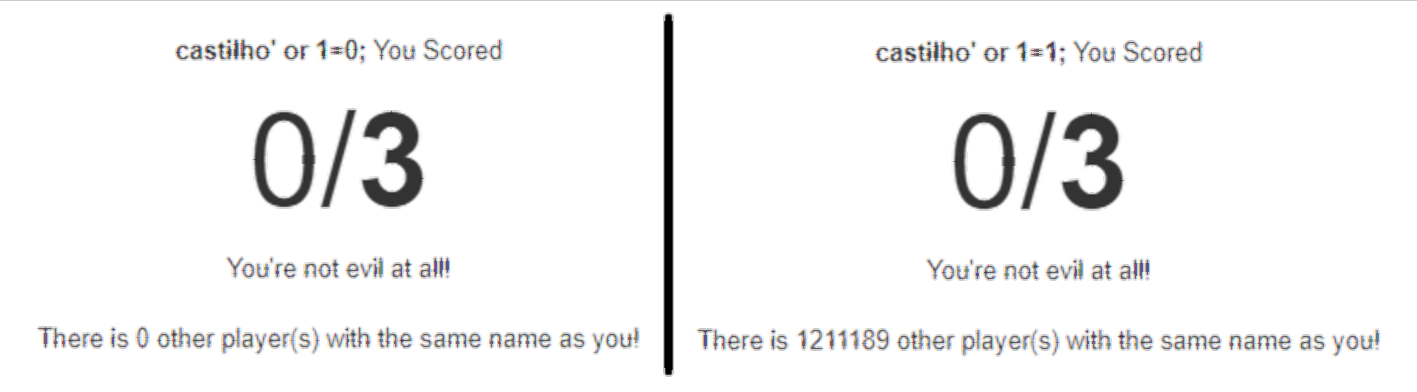 castilho' or 1=0; You Scored
0/3
You're not evil at all!!
There is 0 other player(s) with the same name as you!
castilho' or 1=1; You Scored
0/3
You're not evil at all!!
There is 1211189 other player(s) with the same name as you!